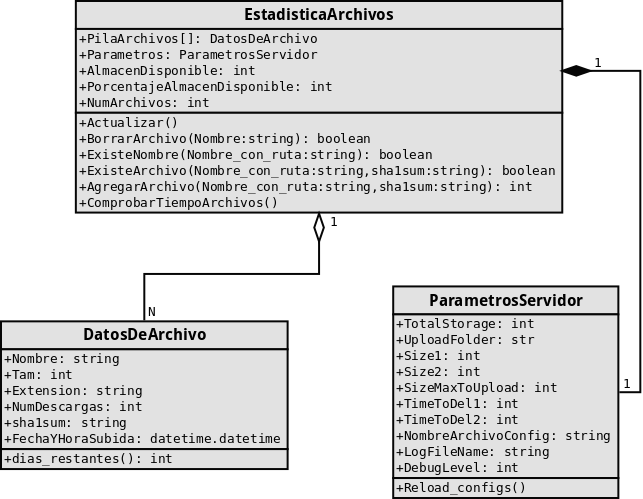 EstadisticaArchivos
+PilaArchivos[]: DatosDeArchivo
+Parametros: ParametrosServidor
+AlmacenDisponible: int
+PorcentajeAlmacenDisponible: int
+NumArchivos: int
+Actualizar()
+BorrarArchivo(Nombre:string): boolean
+ExisteNombre(Nombre_con_ruta:string): boolean
+ExisteArchivo(Nombre_con_ruta:string,sha1sum:string): boolean
+AgregarArchivo(Nombre_con_ruta:string,sha1sum:string): int
+ComprobarTiempoArchivos()
1
1
N
1
DatosDeArchivo
+Nombre: string
+Tam: int
+Extension: string
+NumDescargas: int
+sha1sum: string
+FechaYHoraSubida: datetime.datetime
+dias_restantes(): int
ParametrosServidor
+TotalStorage: int
+UploadFolder: str
+Size1: int
+Size2: int
+SizeMaxToUpload: int
+TimeToDel1: int
+TimeToDel2: int
+NombreArchivoConfig: string
+LogFileName: string
+DebugLevel: int
+Reload_configs()